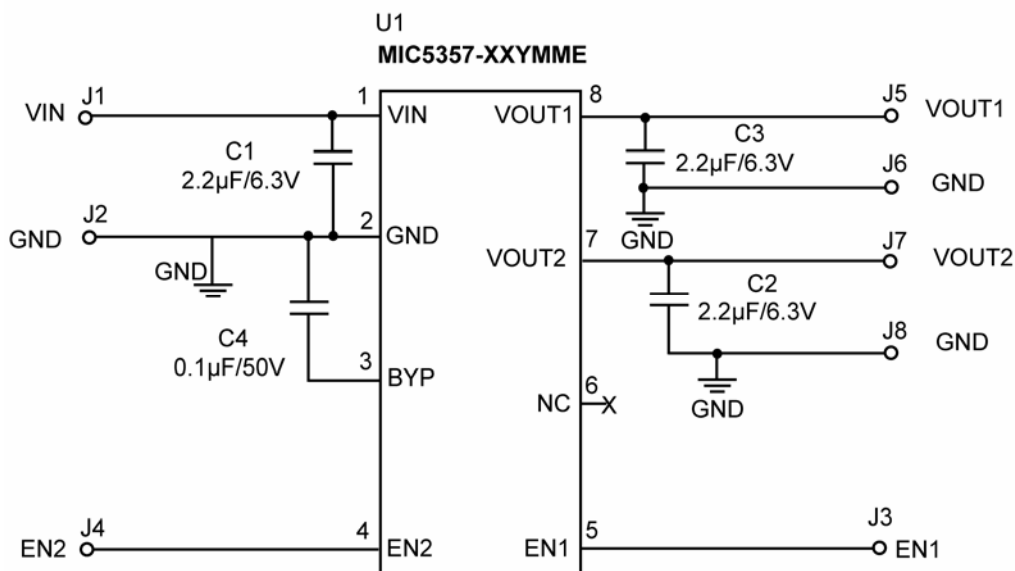 U1
MIC5357-XXYMME
VIN
J1
1
VIN
C1
2.2µF/6.3V
GND
J2
2
GND
GND
C4
0.1µF/50V
3
BYP
EN2
J4
4
EN2
VOUT1
8
J5
VOUT1
C3
2.2µF/6.3V
J6
GND
GND
VOUT2
7
J7
VOUT2
C2
2.2µF/6.3V
J8
GND
GND
NC
6
X
EN1
5
J3
EN1